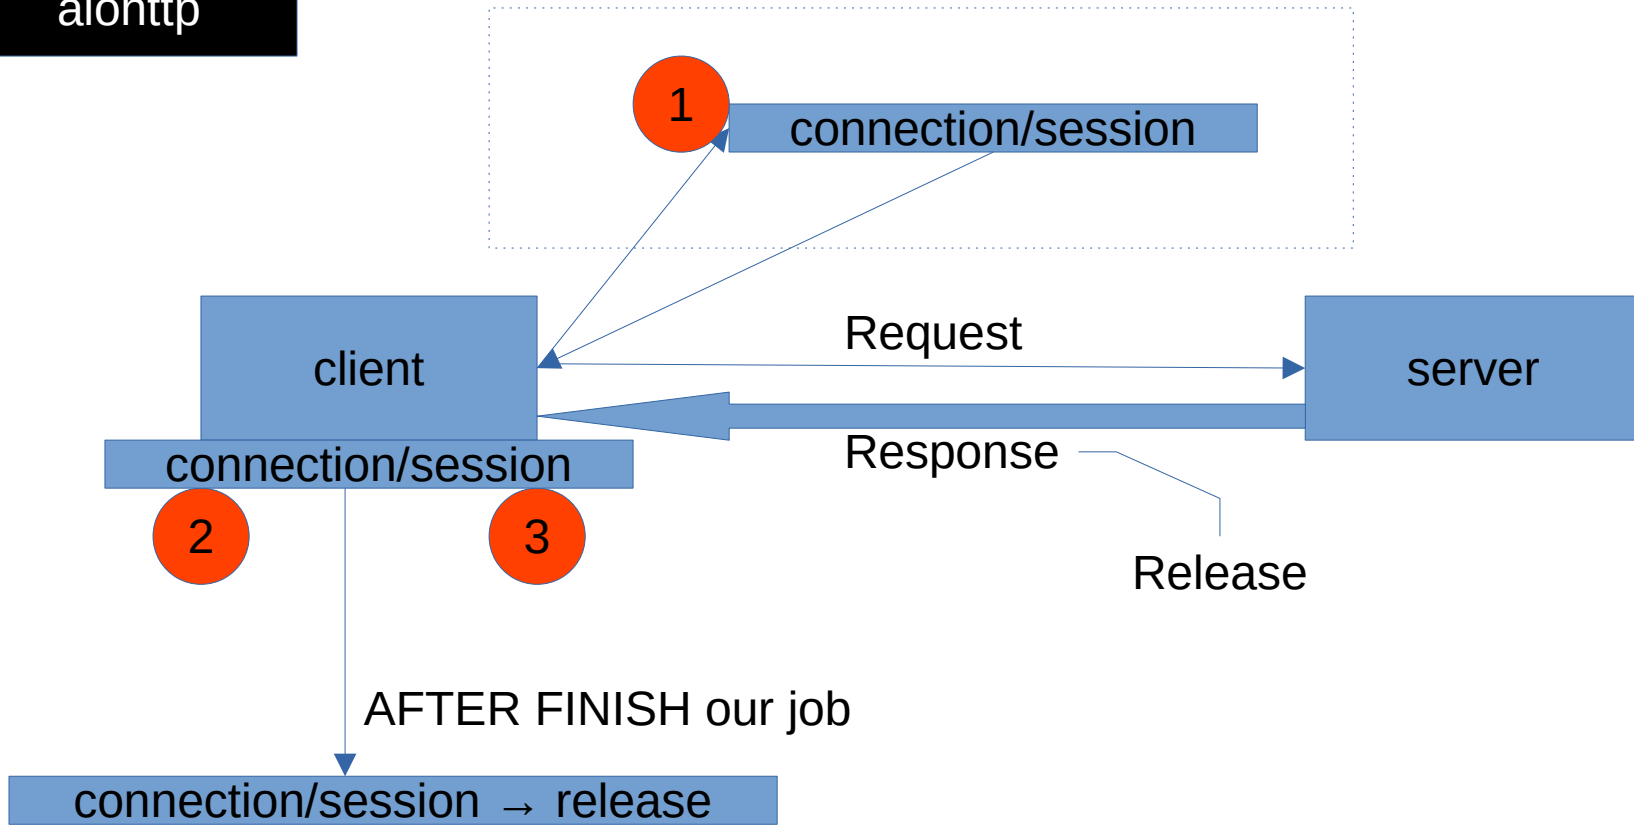 aiohttp
1
connection/session
Request
client
server
Response
connection/session
2
3
Release
AFTER FINISH our job
connection/session → release